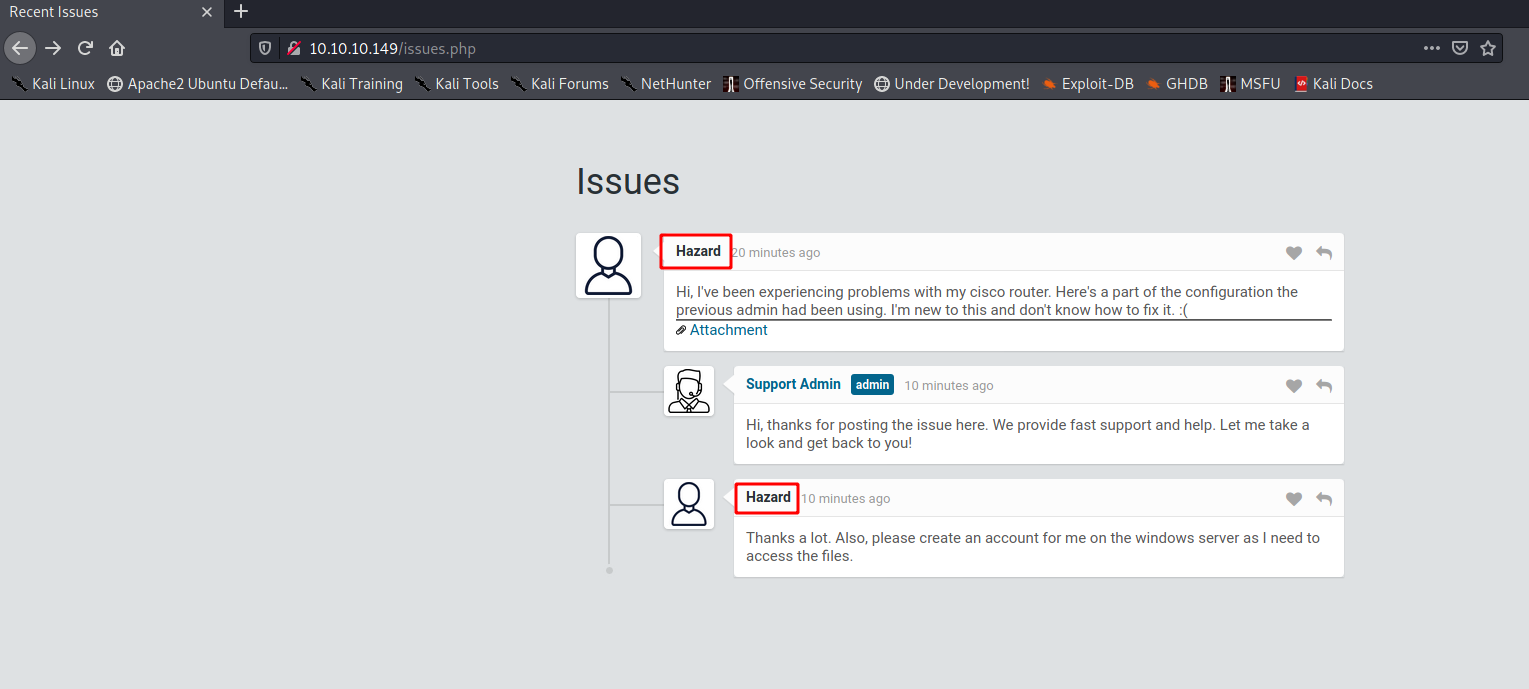 Recent Issues
10.10.10.149/issues.php
Kali Linux Apache2 Ubuntu Defau... Kali Training Kali Tools Kali Forums NetHunter Offensive Security Under Development! Exploit-DB GHDB MSFU Kali Docs
Issues
Hazard 20 minutes ago
Hi, I've been experiencing problems with my cisco router. Here's a part of the configuration the
previous admin had been using. I'm new to this and don't know how to fix it. :(
Attachment
Support Admin admin 10 minutes ago
Hi, thanks for posting the issue here. We provide fast support and help. Let me take a
look and get back to you!
Hazard 10 minutes ago
Thanks a lot. Also, please create an account for me on the windows server as I need to
access the files.